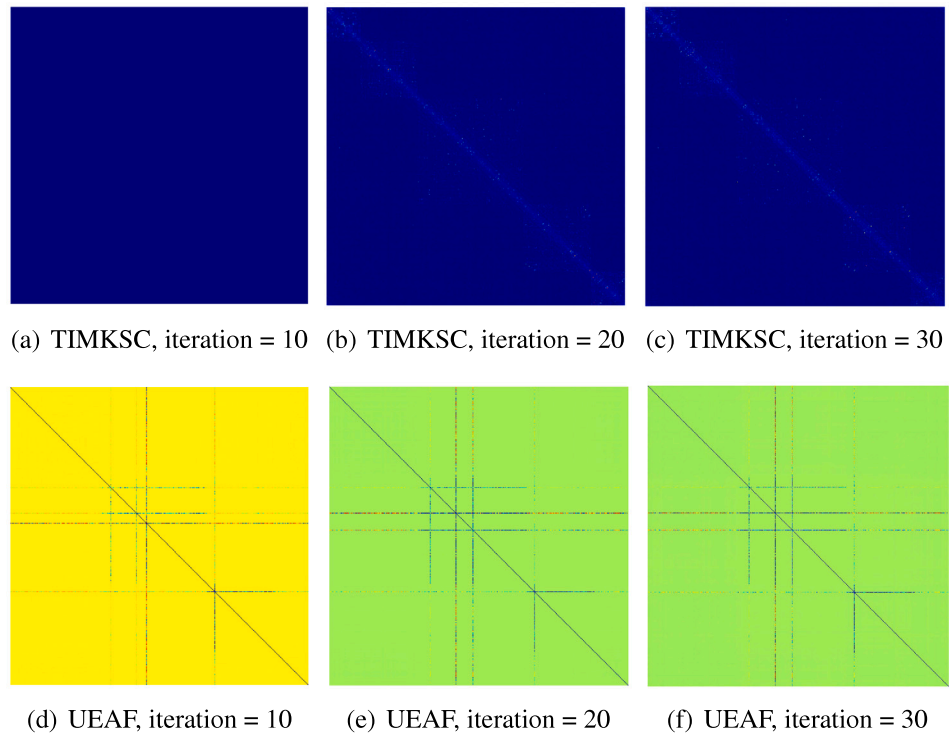 (a) TIMKSC, iteration = 10
(b) TIMKSC, iteration = 20
(c) TIMKSC, iteration = 30
(d) UEAF, iteration = 10
(e) UEAF, iteration = 20
(f) UEAF, iteration = 30